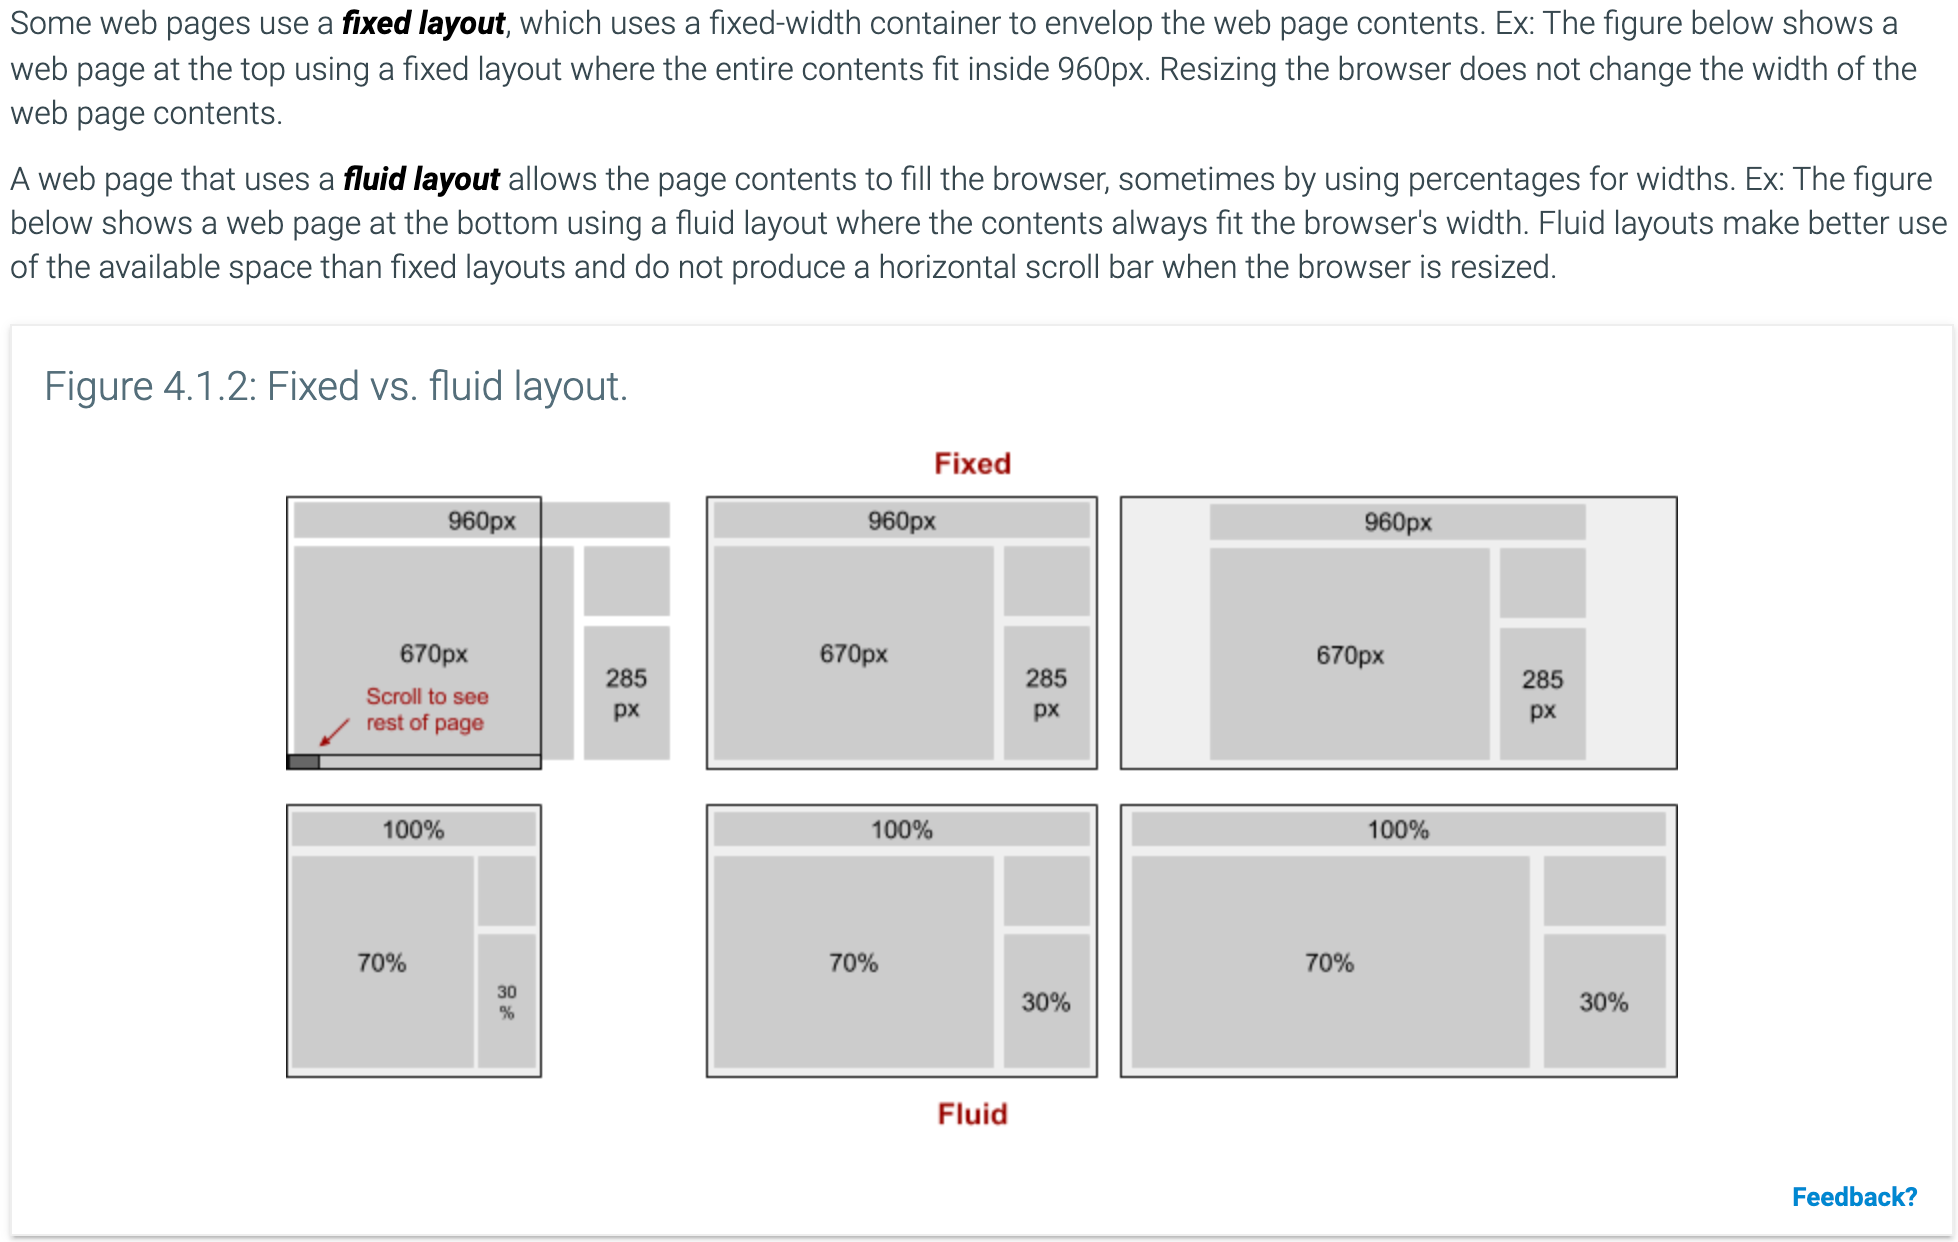 Some web pages use a fixed layout, which uses a fixed-width container to envelop the web page contents. Ex: The figure below shows a
web page at the top using a fixed layout where the entire contents fit inside 960px. Resizing the browser does not change the width of the
web page contents.
A web page that uses a fluid layout allows the page contents to fill the browser, sometimes by using percentages for widths. Ex: The figure
below shows a web page at the bottom using a fluid layout where the contents always fit the browser's width. Fluid layouts make better use
of the available space than fixed layouts and do not produce a horizontal scroll bar when the browser is resized.
Figure 4.1.2: Fixed vs. fluid layout.
Fixed
960px
670px
Scroll to see
rest of page
285
px
960px
670px
285
px
960px
670px
285
px
100%
70%
30
%
100%
70%
30%
100%
70%
30%
Fluid
Feedback?